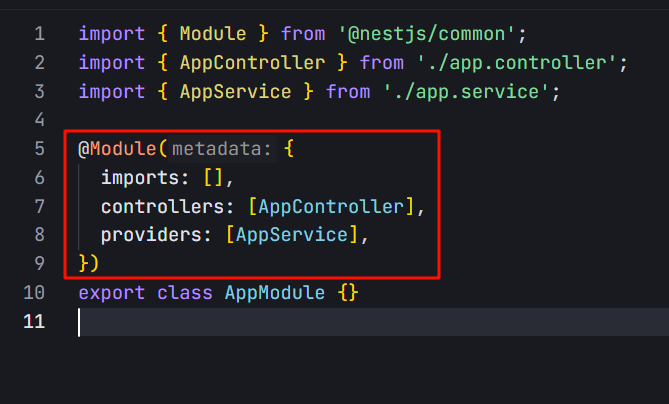 1 import { Module } from '@nestjs/common';
2 import { AppController } from './app.controller';
3 import { AppService } from './app.service';
4
5 @Module( metadata: {
6   imports: [],
7   controllers: [AppController],
8   providers: [AppService],
9 })
10 export class AppModule {}
11